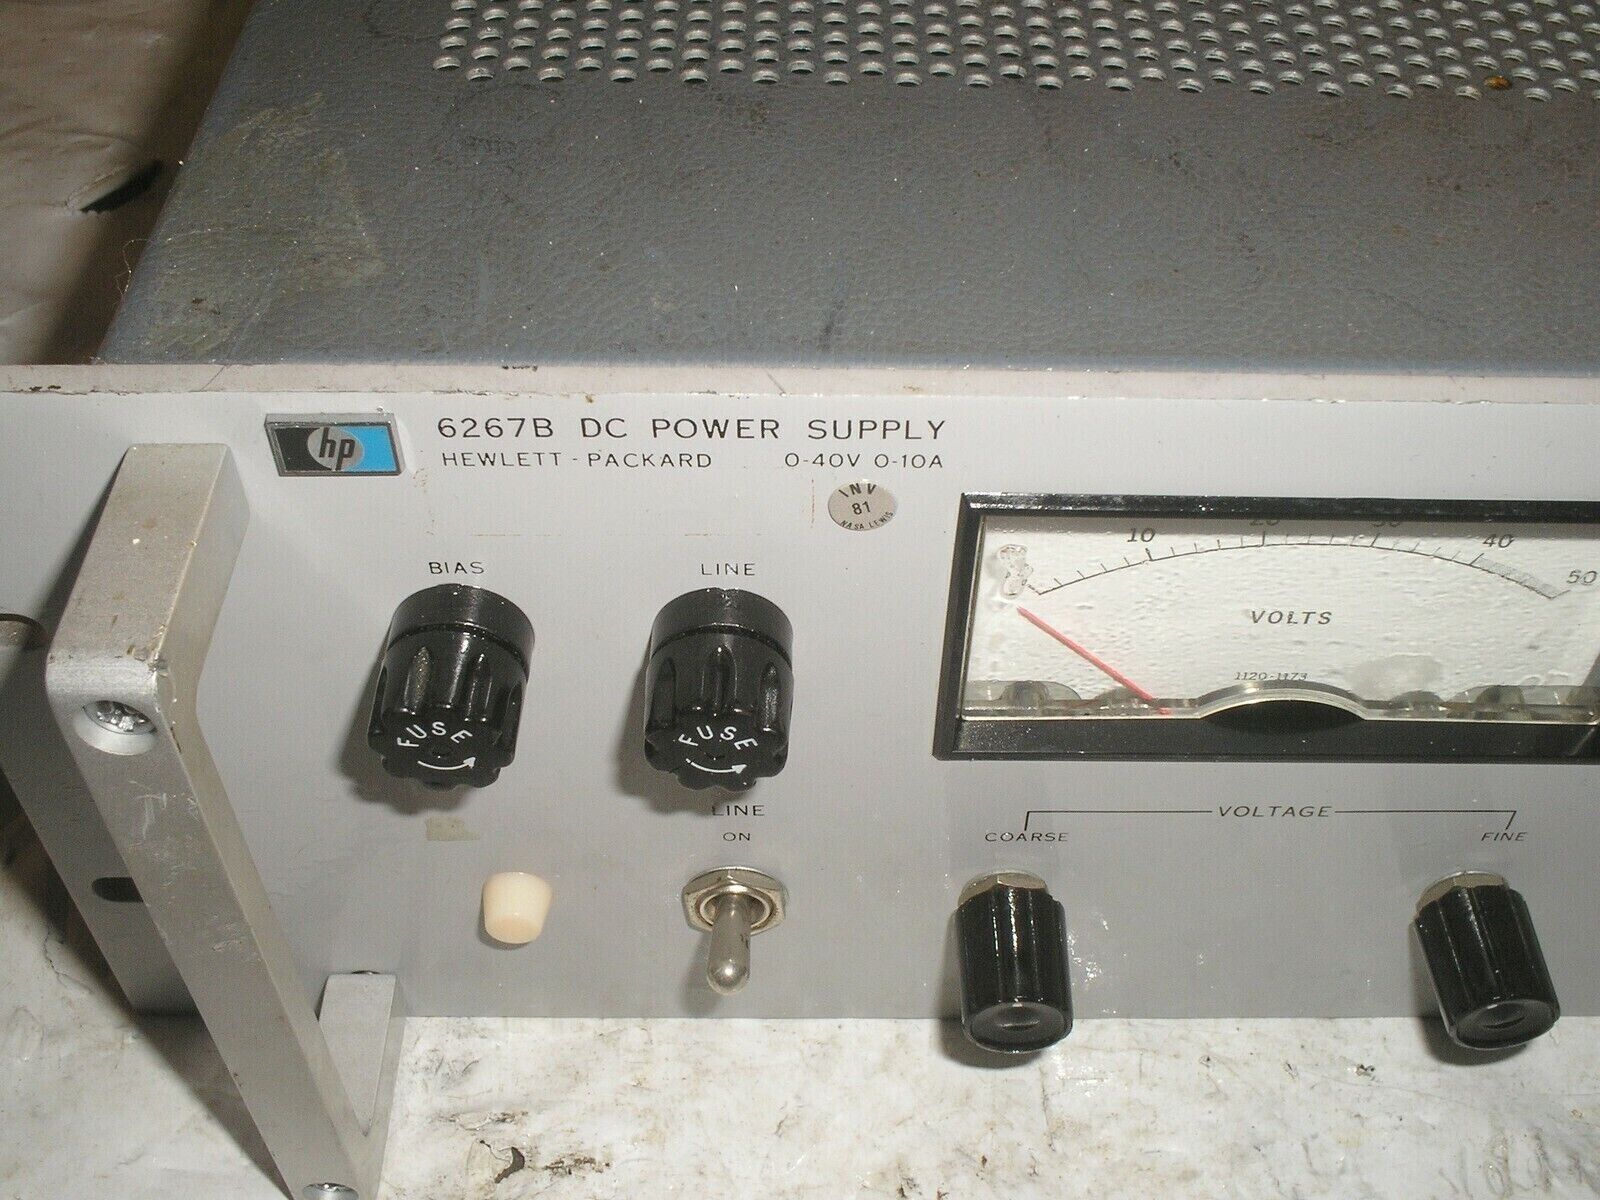 hp
6267B DC POWER SUPPLY
HEWLETT-PACKARD 0-40V 0-10A
INV
81
NASA LEWIS
BIAS
LINE
10 20 30 40 50
VOLTS
1120-1173
FUSE
FUSE
LINE
ON
VOLTAGE
COARSE
FINE